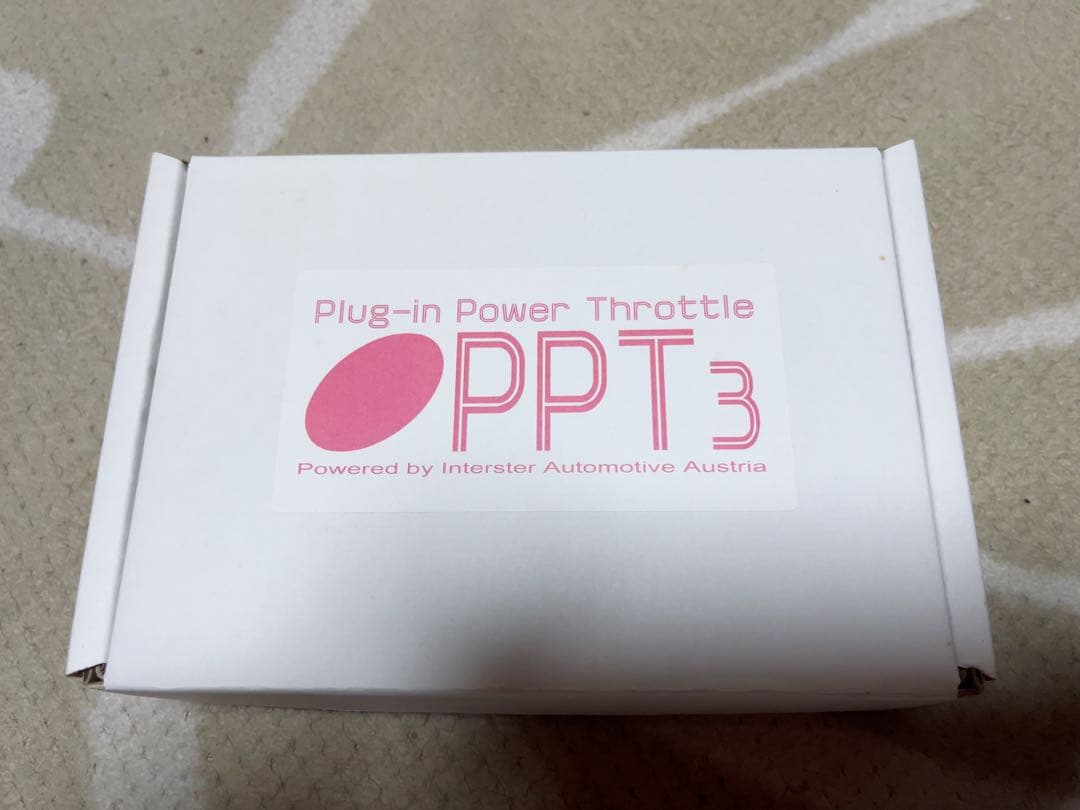 Plug-in Power Throttle
PPT3
Powered by Interster Automotive Austria